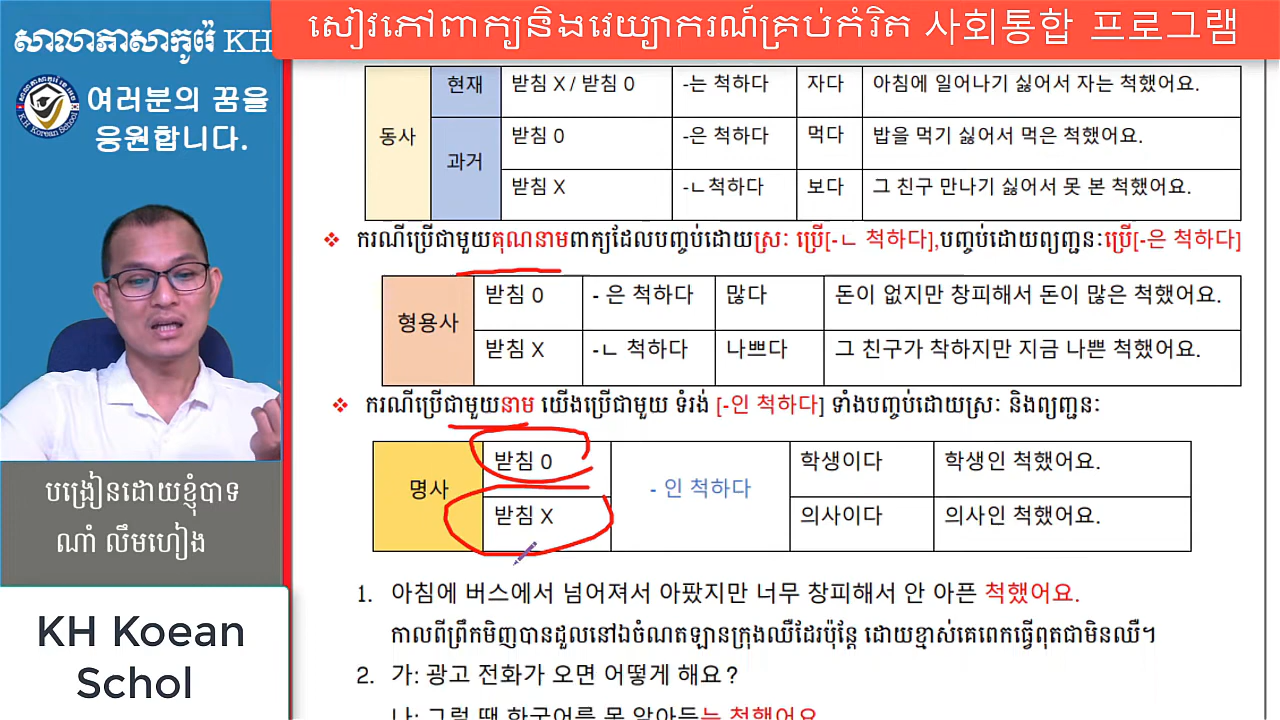 សាលាភាសាកូរ៉េ KH
សៀវភៅពាក្យនិងវេយ្យាករណ៍គ្រប់កំរិត 사회통합 프로그램
여러분의 꿈을
응원합니다.
동사 현재 받침 X / 받침 0 -는 척하다 자다 아침에 일어나기 싫어서 자는 척했어요.
과거 받침 0 -은 척하다 먹다 밥을 먹기 싫어서 먹은 척했어요.
받침 X -ㄴ척하다 보다 그 친구 만나기 싫어서 못 본 척했어요.
❖ ករណីប្រើជាមួយគុណនាមពាក្យដែលបញ្ចប់ដោយស្រៈ ប្រើ[-ㄴ 척하다],បញ្ចប់ដោយព្យញ្ជនៈប្រើ[-은 척하다]
형용사 받침 0 - 은 척하다 많다 돈이 없지만 창피해서 돈이 많은 척했어요.
받침 X -ㄴ 척하다 나쁘다 그 친구가 착하지만 지금 나쁜 척했어요.
❖ ករណីប្រើជាមួយនាម យើងប្រើជាមួយ ទំរង់ [-인 척하다] ទាំងបញ្ចប់ដោយស្រៈ និងព្យញ្ជនៈ
명사 받침 0 - 인 척하다 학생이다 학생인 척했어요.
받침 X 의사이다 의사인 척했어요.
បង្រៀនដោយខ្ញុំបាទ
ណាំ លឹមហៀង
KH Koean
Schol
1. 아침에 버스에서 넘어져서 아팠지만 너무 창피해서 안 아픈 척했어요.
កាលពីព្រឹកមិញបានដួលនៅឯចំណតឡានក្រុងឈឺដែរប៉ុន្តែ ដោយខ្មាស់គេពេកធ្វើពុតជាមិនឈឺ។
2. 가: 광고 전화가 오면 어떻게 해요?
나: 그럴 땐 한국어를 못 알아듣는 척했어요